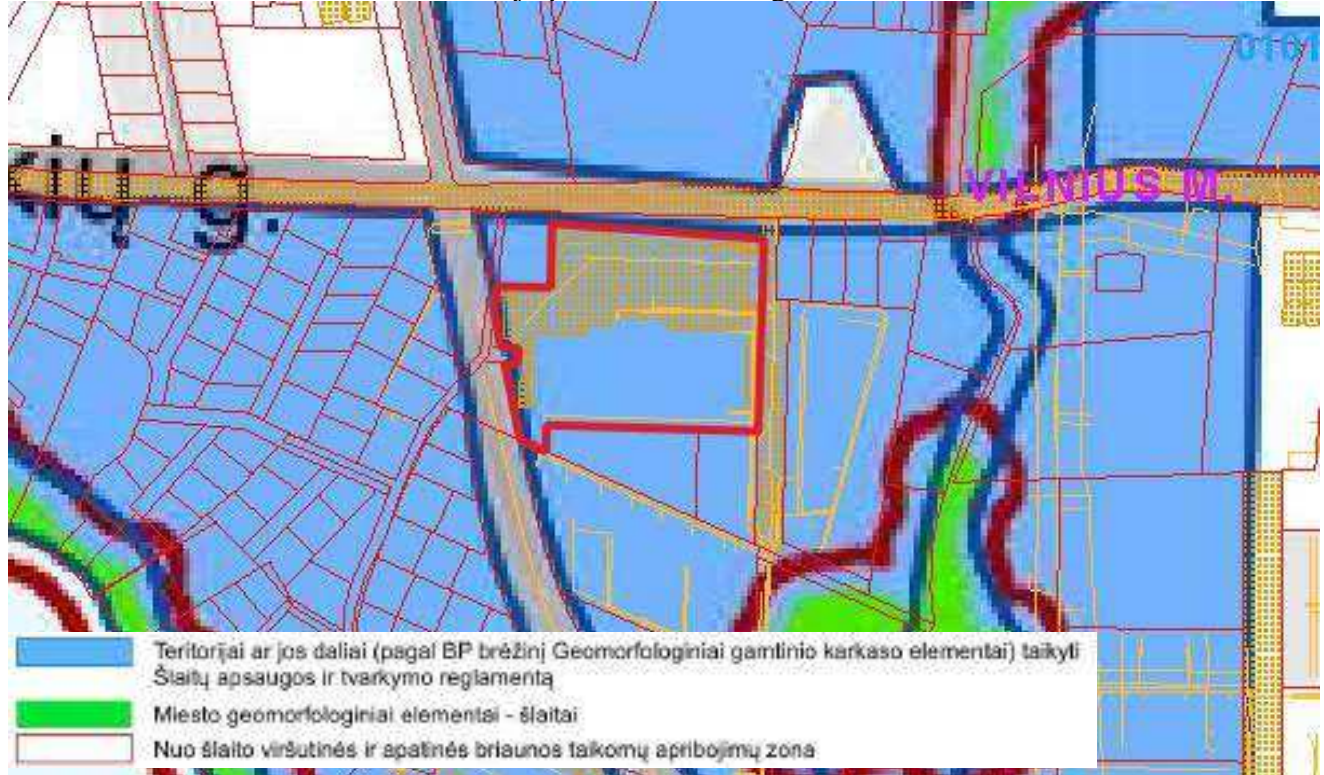 0101
VILNIUS M.
g.
Teritorijai ar jos daliai (pagal BP brėžinį Geomorfologiniai gamtinio karkaso elementai) taikyti
Šlaitų apsaugos ir tvarkymo reglamentą
Miesto geomorfologiniai elementai - šlaitai
Nuo šlaito viršutinės ir apatinės briaunos taikomų apribojimų zona